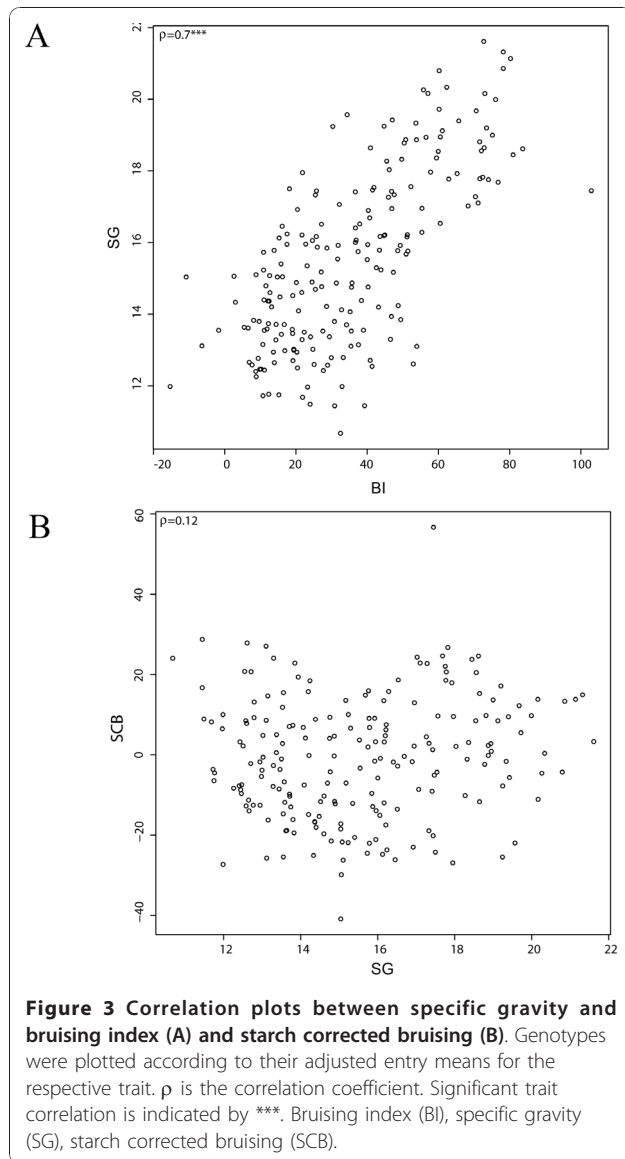 A
ρ=0.7***
22
20
18
16
14
12
SG
-20 0 20 40 60 80 100
BI
B
ρ=0.12
60
40
20
0
-20
-40
SCB
12 14 16 18 20 22
SG
Figure 3 Correlation plots between specific gravity and
bruising index (A) and starch corrected bruising (B). Genotypes
were plotted according to their adjusted entry means for the
respective trait. ρ is the correlation coefficient. Significant trait
correlation is indicated by ***. Bruising index (BI), specific gravity
(SG), starch corrected bruising (SCB).